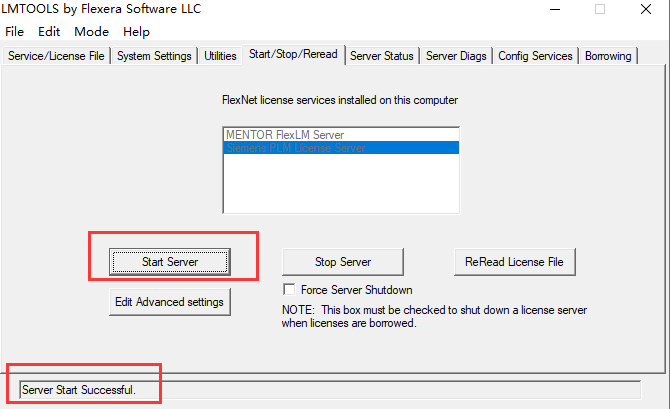 LMTOOLS by Flexera Software LLC
File Edit Mode Help
Service/License File System Settings Utilities Start/Stop/Reread Server Status Server Diags Config Services Borrowing
FlexNet license services installed on this computer
MENTOR FlexLM Server
Siemens PLM License Server
Start Server Stop Server ReRead License File
Edit Advanced settings Force Server Shutdown
NOTE: This box must be checked to shut down a license server
when licenses are borrowed.
Server Start Successful.